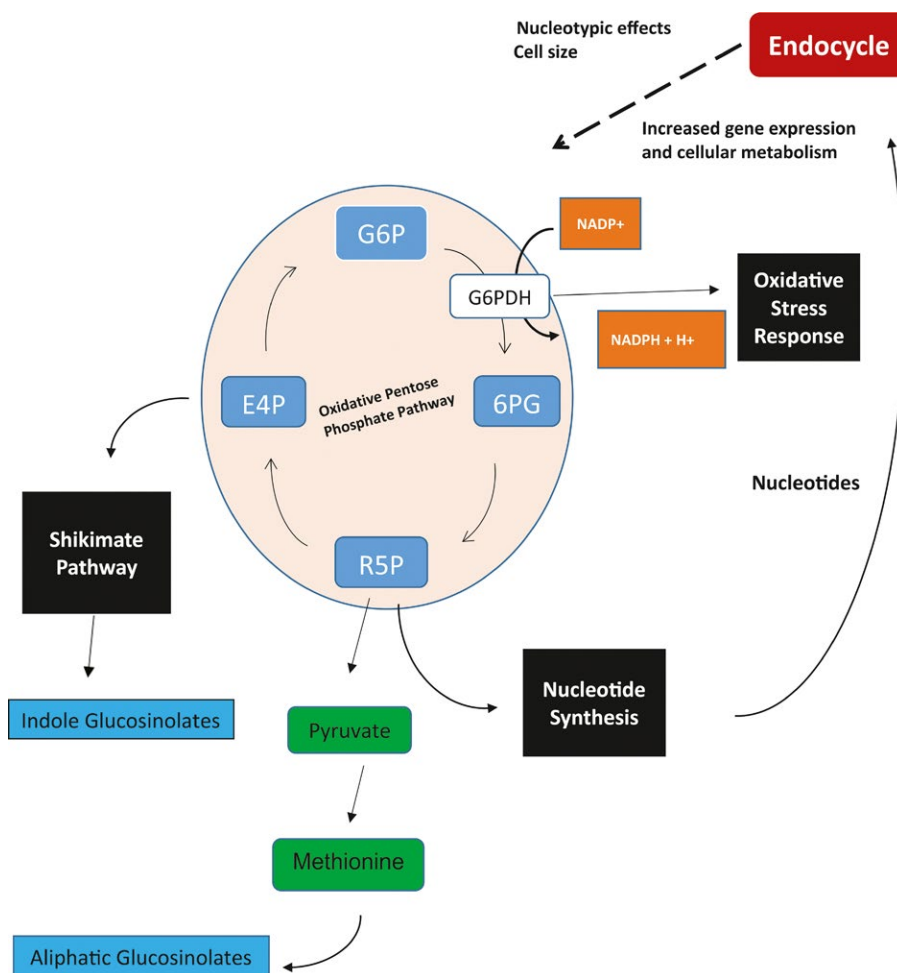 Nucleotypic effects
Cell size
Endocycle
Increased gene expression
and cellular metabolism
G6P
NADP+
G6PDH
Oxidative
Stress
Response
NADPH + H+
E4P
Oxidative Pentose
Phosphate Pathway
6PG
Nucleotides
Shikimate
Pathway
R5P
Nucleotide
Synthesis
Indole Glucosinolates
Pyruvate
Methionine
Aliphatic Glucosinolates